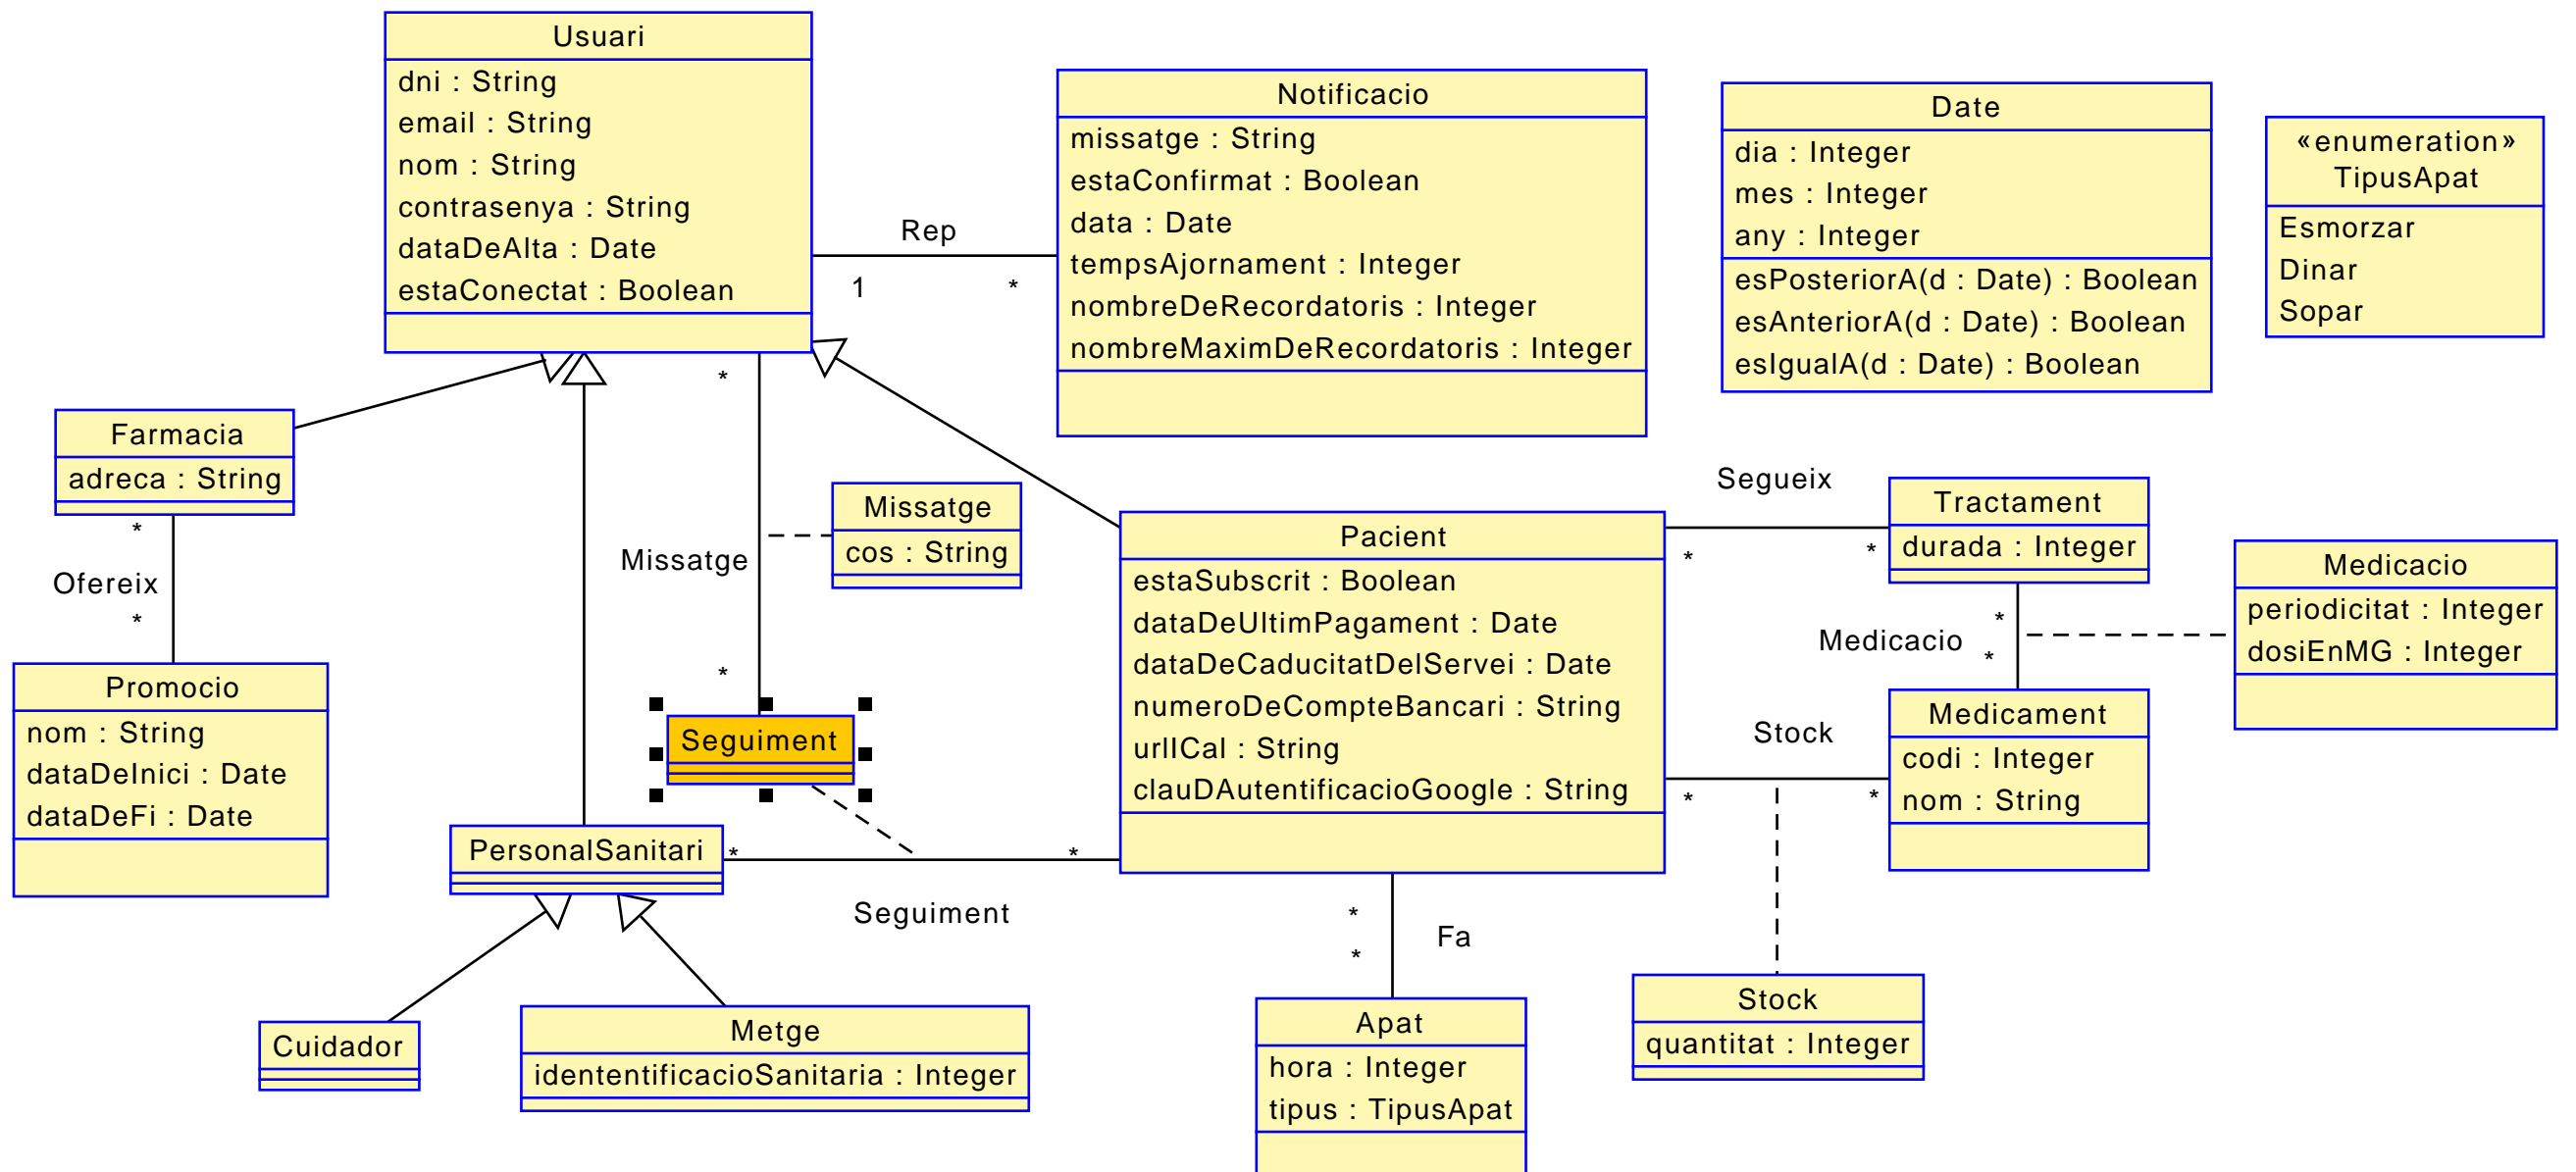 Usuari
dni : String
email : String
nom : String
contrasenya : String
dataDeAlta : Date
estaConectat : Boolean
Rep
1
*
Notificacio
missatge : String
estaConfirmat : Boolean
data : Date
tempsAjornament : Integer
nombreDeRecordatoris : Integer
nombreMaximDeRecordatoris : Integer
Date
dia : Integer
mes : Integer
any : Integer
esPosteriorA(d : Date) : Boolean
esAnteriorA(d : Date) : Boolean
esIgualA(d : Date) : Boolean
«enumeration»
TipusApat
Esmorzar
Dinar
Sopar
Farmacia
adreca : String
*
Ofereix
*
Promocio
nom : String
dataDeInici : Date
dataDeFi : Date
*
Missatge
*
Missatge
cos : String
Seguiment
PersonalSanitari
*
*
Seguiment
Cuidador
Metge
idententificacioSanitaria : Integer
Pacient
estaSubscrit : Boolean
dataDeUltimPagament : Date
dataDeCaducitatDelServei : Date
numeroDeCompteBancari : String
urlICal : String
clauDAutentificacioGoogle : String
Segueix
*
*
Tractament
durada : Integer
*
Medicacio
*
Medicacio
periodicitat : Integer
dosiEnMG : Integer
Medicament
codi : Integer
nom : String
Stock
*
*
Stock
quantitat : Integer
*
Fa
*
Apat
hora : Integer
tipus : TipusApat